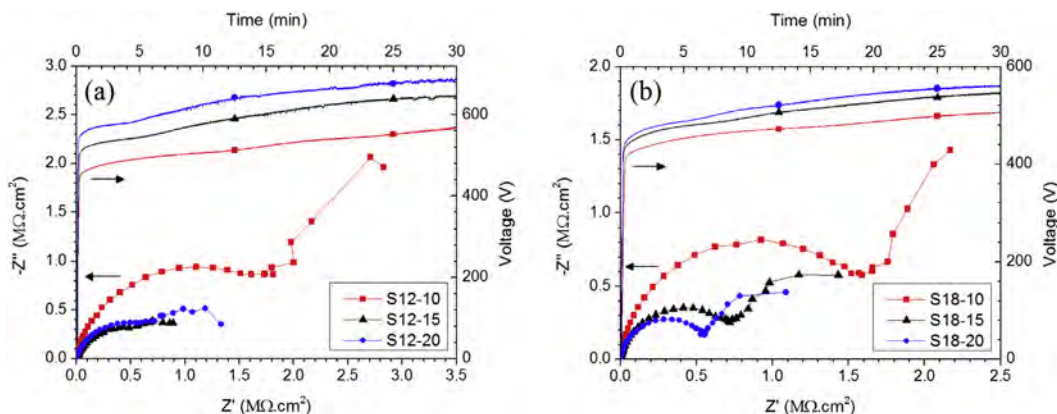 Time (min)
0 5 10 15 20 25 30
(a)
3.0
2.5
2.0
1.5
1.0
0.5
0.0
-Z'' (MΩ.cm²)
600
400
200
0
Voltage (V)
S12-10
S12-15
S12-20
0.0 0.5 1.0 1.5 2.0 2.5 3.0 3.5
Z' (MΩ.cm²)
Time (min)
0 5 10 15 20 25 30
(b)
2.0
1.5
1.0
0.5
0.0
-Z'' (MΩ.cm²)
600
400
200
0
Voltage (V)
S18-10
S18-15
S18-20
0.0 0.5 1.0 1.5 2.0 2.5
Z' (MΩ.cm²)